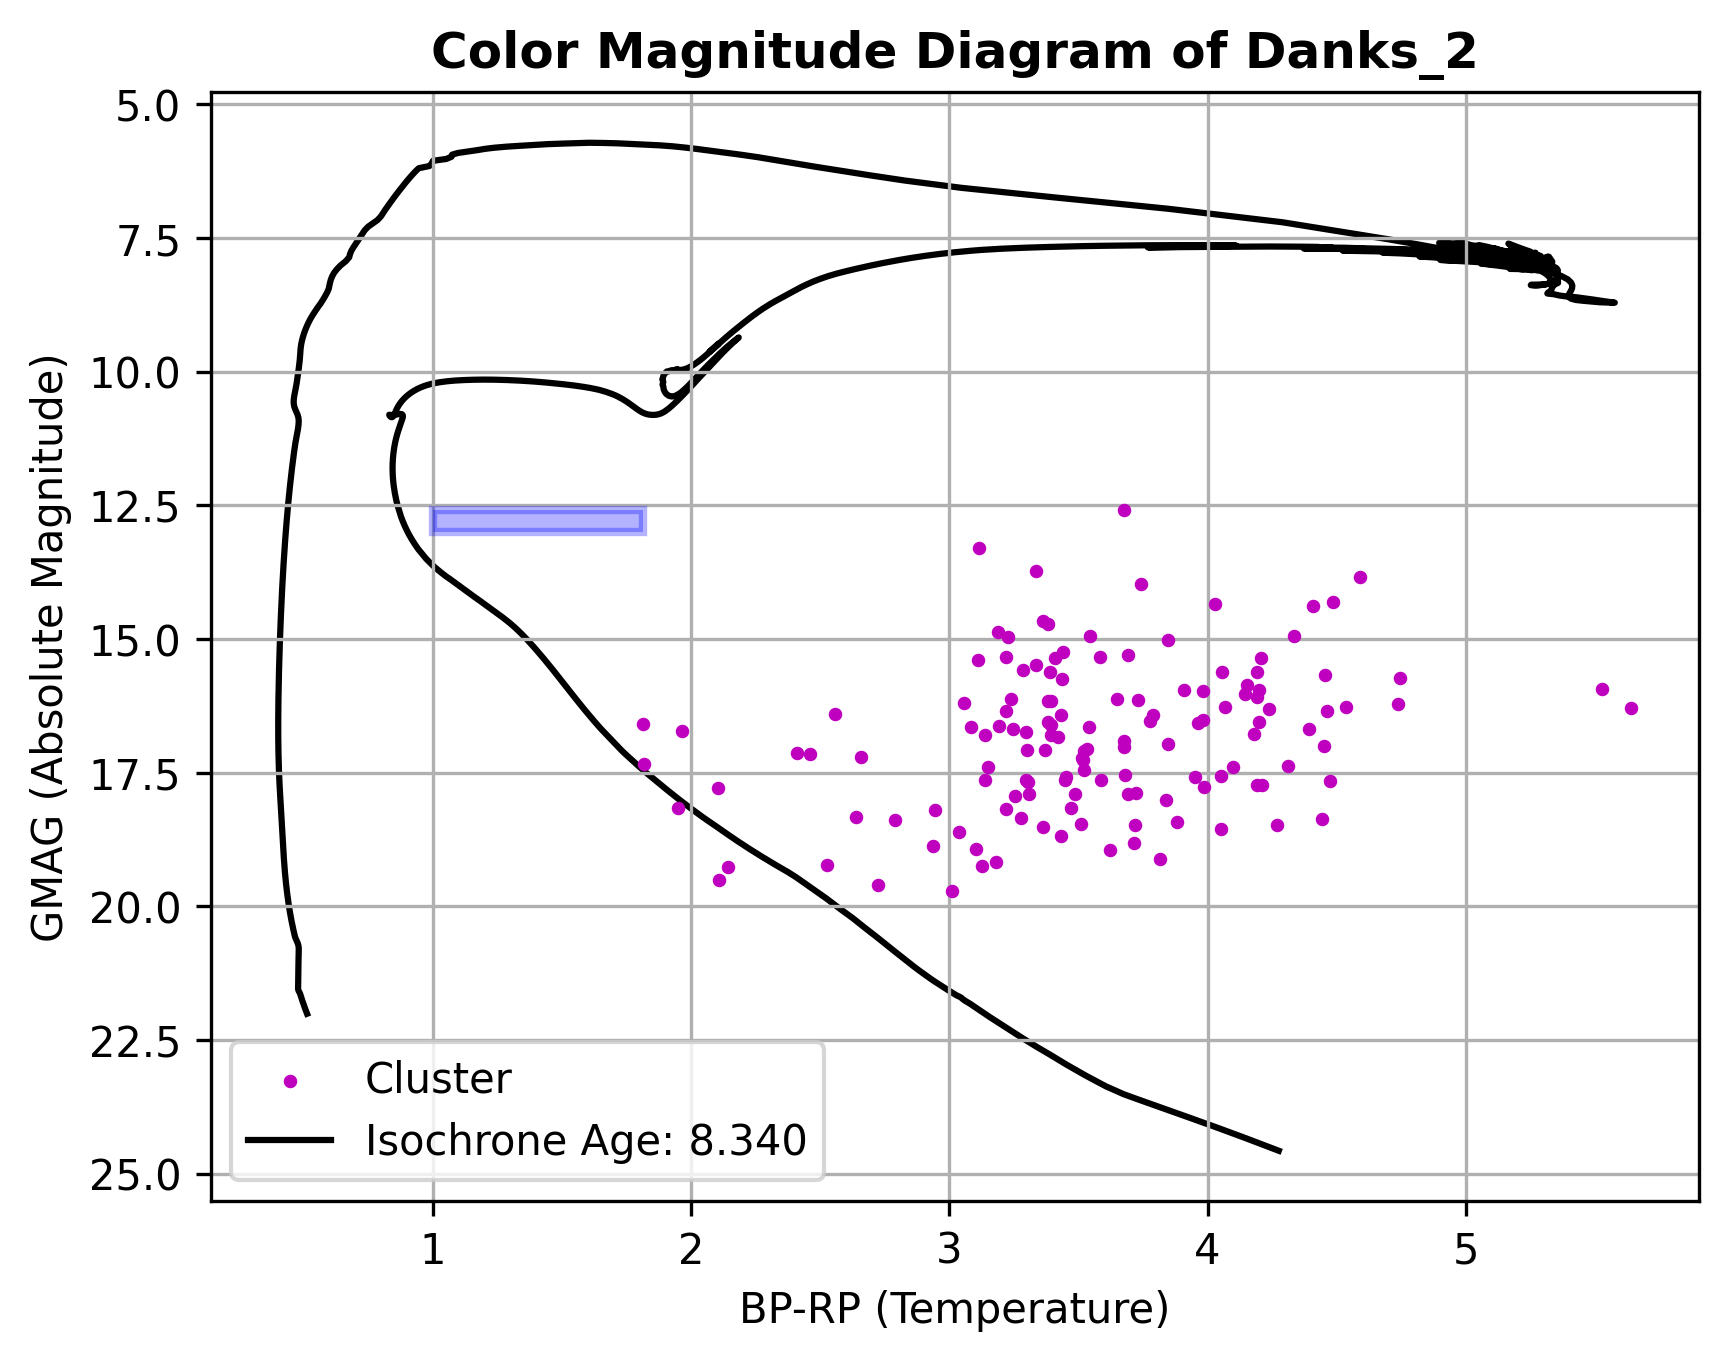 Color Magnitude Diagram of Danks_2
GMAG (Absolute Magnitude)
5.0
7.5
10.0
12.5
15.0
17.5
20.0
22.5
25.0
Cluster
Isochrone Age: 8.340
1 2 3 4 5
BP-RP (Temperature)